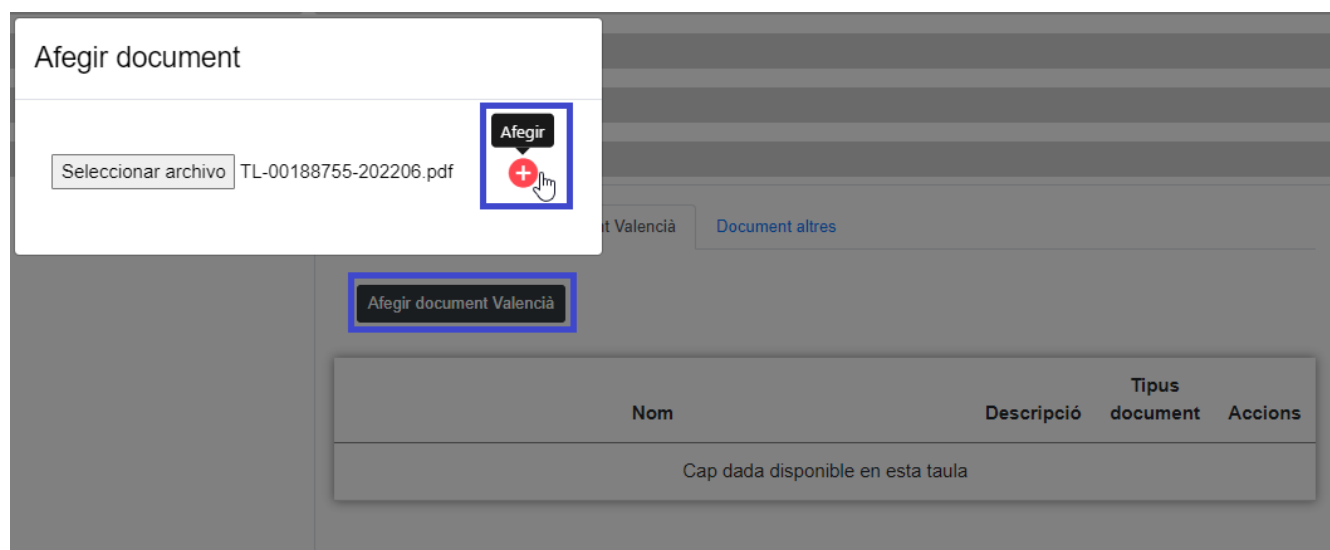 Afegir document
Afegir
Seleccionar archivo TL-00188755-202206.pdf
t Valencià Document altres
Afegir document Valencià
Tipus
Nom Descripció document Accions
Cap dada disponible en esta taula